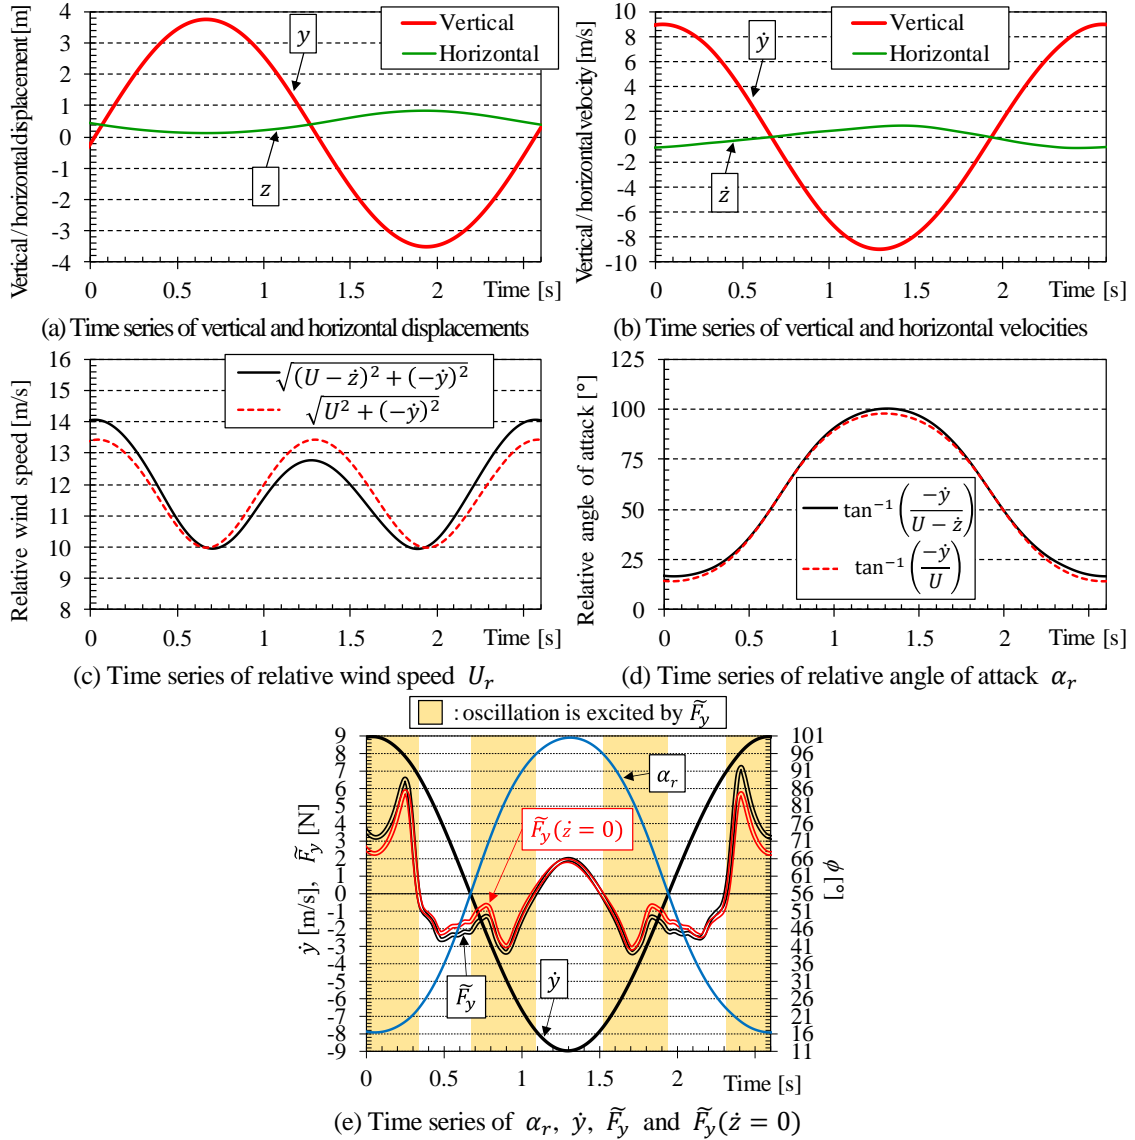 Vertical / horizontal displacement [m]
4
3
2
1
0
-1
-2
-3
-4
Vertical
Horizontal
y
z
0
0.5
1
1.5
2
Time [s]
(a) Time series of vertical and horizontal displacements
Vertical / horizontal velocity [m/s]
10
8
6
4
2
0
-2
-4
-6
-8
-10
Vertical
Horizontal
ẏ
ż
0
0.5
1
1.5
2
Time [s]
(b) Time series of vertical and horizontal velocities
Relative wind speed [m/s]
16
15
14
13
12
11
10
9
8
√(U − ż)² + (−ẏ)²
√U² + (−ẏ)²
0
0.5
1
1.5
2
Time [s]
(c) Time series of relative wind speed U_r
Relative angle of attack [°]
125
100
75
50
25
0
tan⁻¹(−ẏ / U − ż)
tan⁻¹(−ẏ / U)
0
0.5
1
1.5
2
Time [s]
(d) Time series of relative angle of attack α_r
: oscillation is excited by F̃_y
ẏ [m/s], F̃_y [N]
9
8
7
6
5
4
3
2
1
0
-1
-2
-3
-4
-5
-6
-7
-8
-9
α_r
F̃_y(ż = 0)
F̃_y
ẏ
101
96
91
86
81
76
71
66
61
56
51
46
41
36
31
26
21
16
11
ϕ [°]
0
0.5
1
1.5
2
Time [s]
(e) Time series of α_r, ẏ, F̃_y and F̃_y(ż = 0)